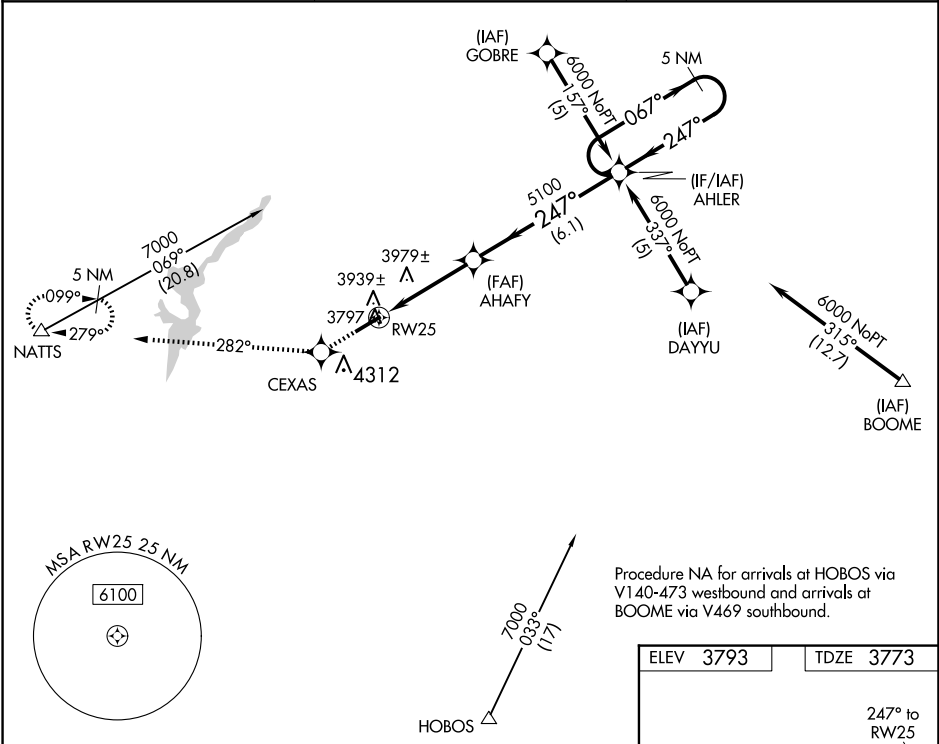 (IAF)
GOBRE
6000 NoPT
157°
(5)
5 NM
067°
247°
(IF/IAF)
AHLER
5100
247°
(6.1)
6000 NoPT
337°
(5)
7000
069°
(20.8)
5 NM
099°
279°
NATTS
3979±
3939±
3797
RW25
(FAF)
AHAFY
(IAF)
DAYYU
6000 NoPT
315°
(12.7)
(IAF)
BOOME
282°
CEXAS
4312
MSA RW25 25 NM
6100
7000
033°
(17)
HOBOS
Procedure NA for arrivals at HOBOS via
V140-473 westbound and arrivals at
BOOME via V469 southbound.
ELEV 3793
TDZE 3773
247° to
RW25